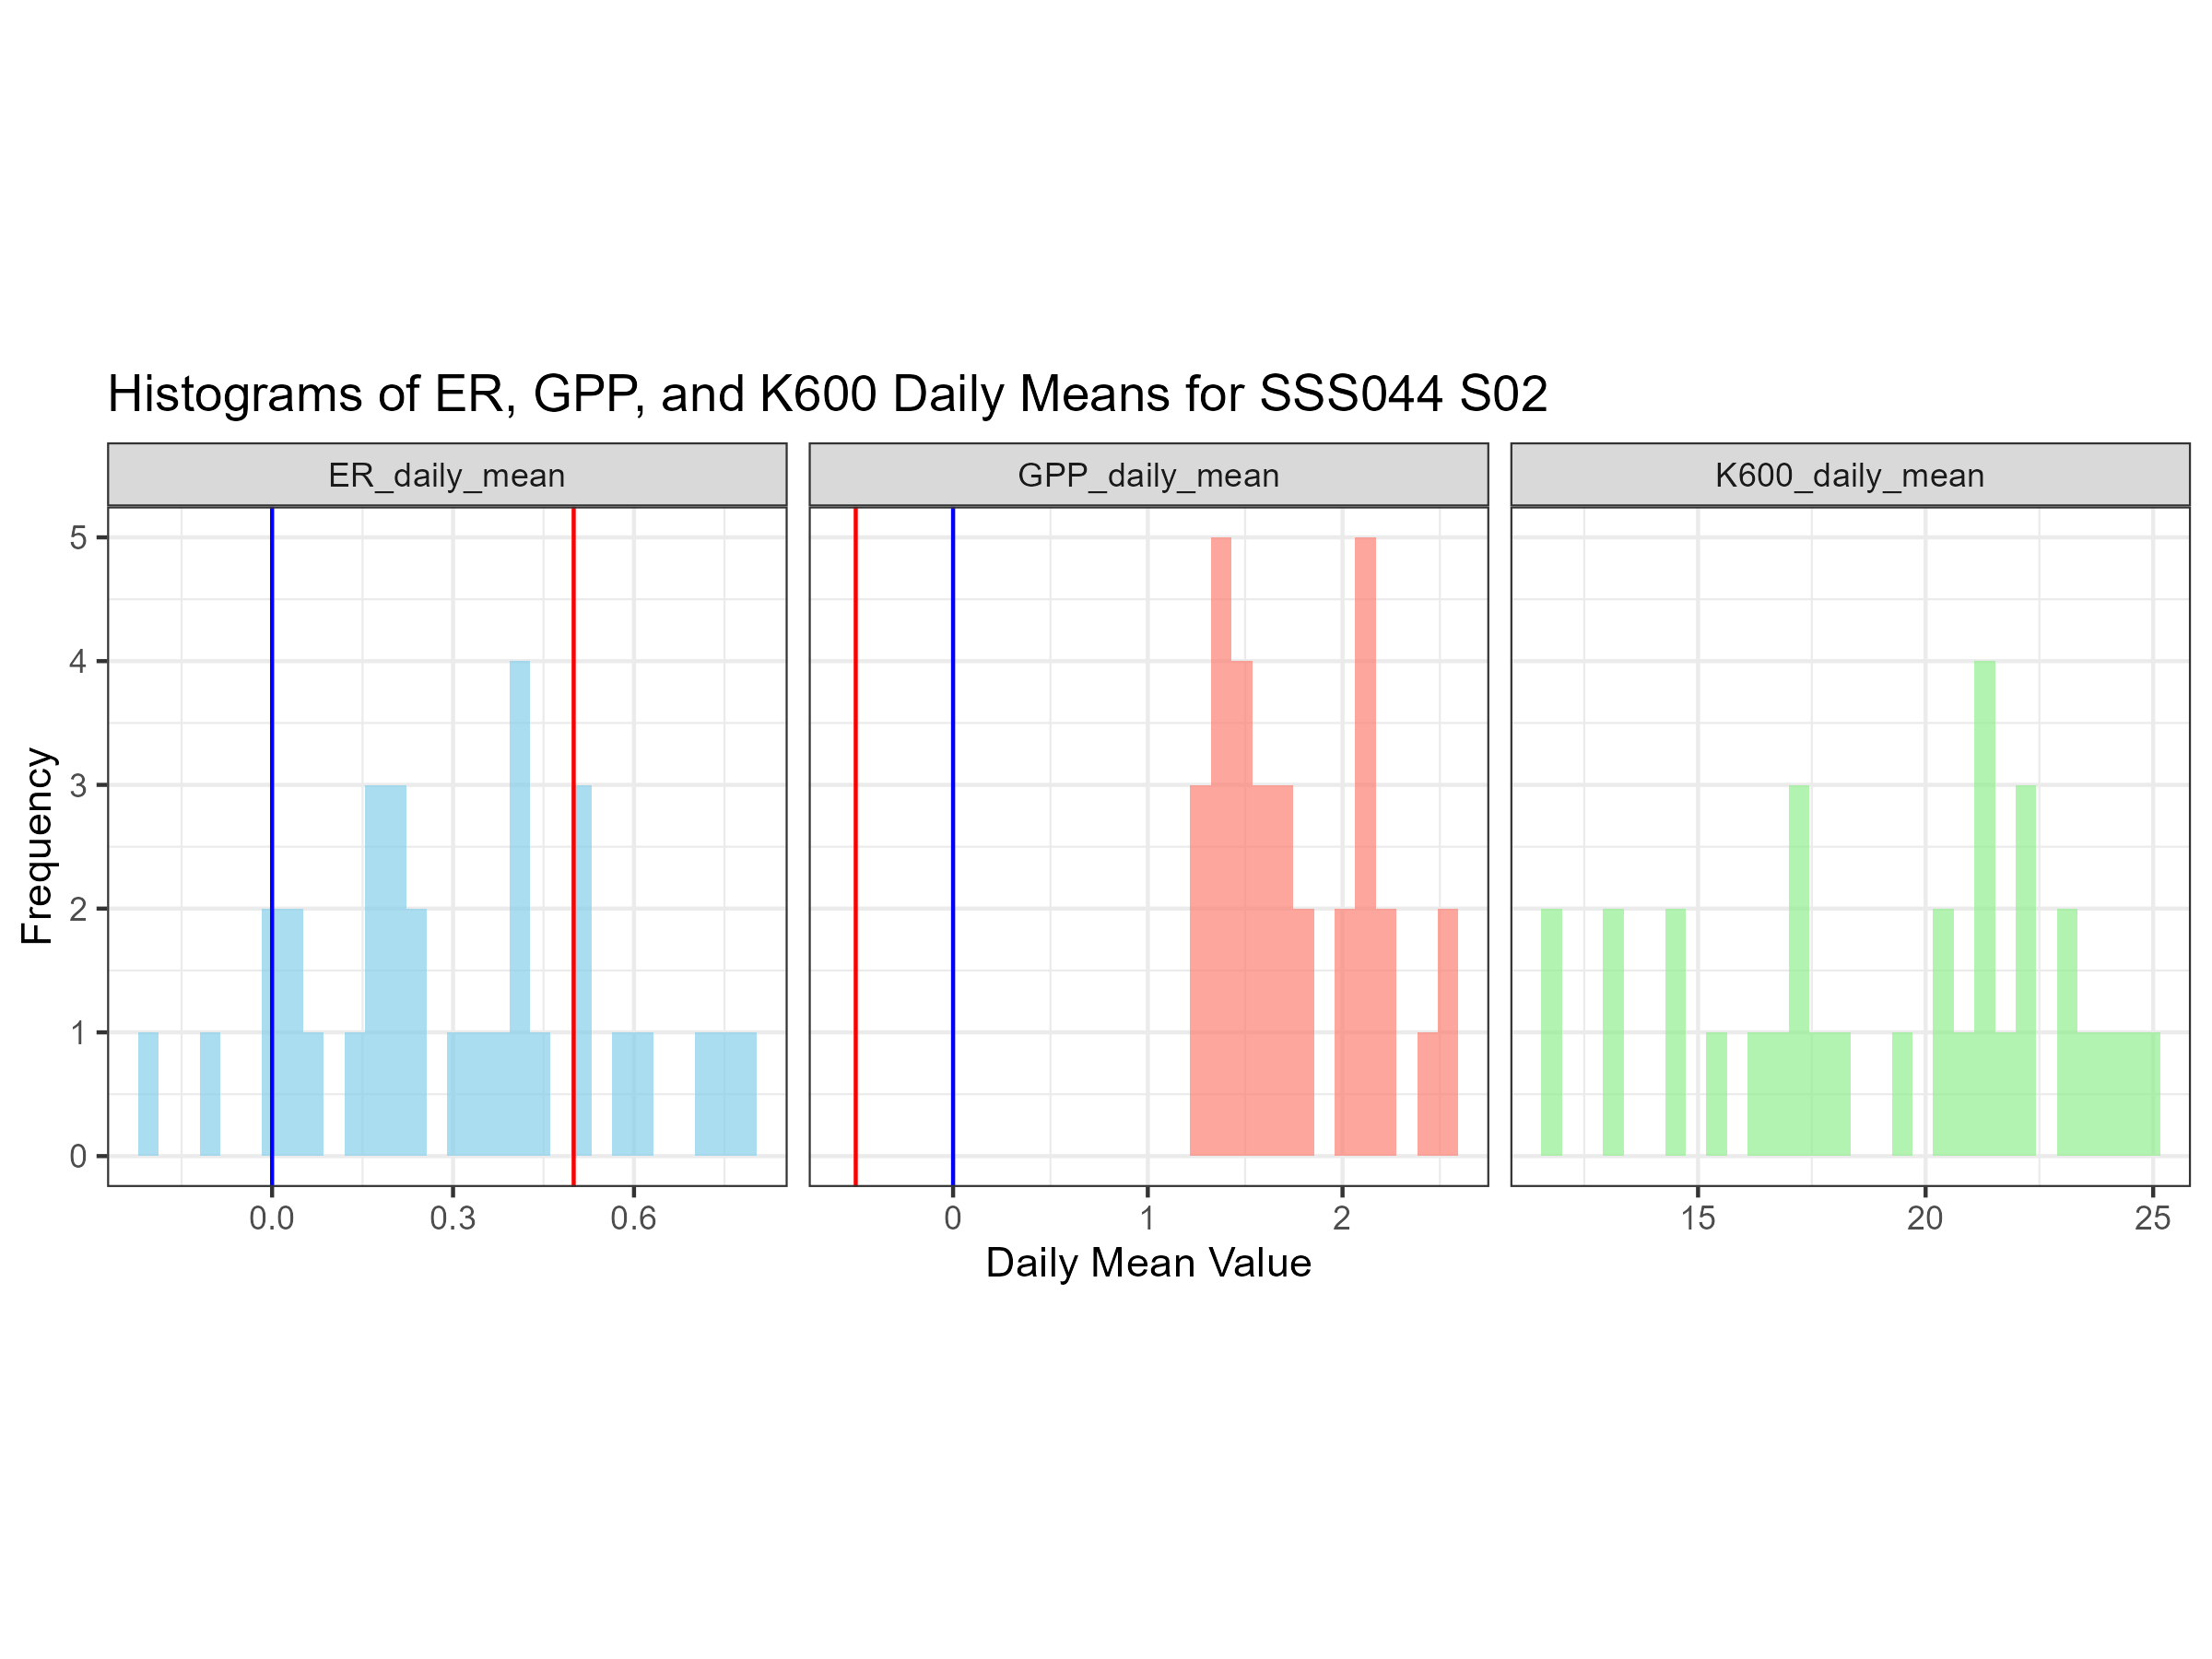 Histograms of ER, GPP, and K600 Daily Means for SSS044 S02
ER_daily_mean GPP_daily_mean K600_daily_mean
Frequency
5
4
3
2
1
0
0.0 0.3 0.6 0 1 2 15 20 25
Daily Mean Value